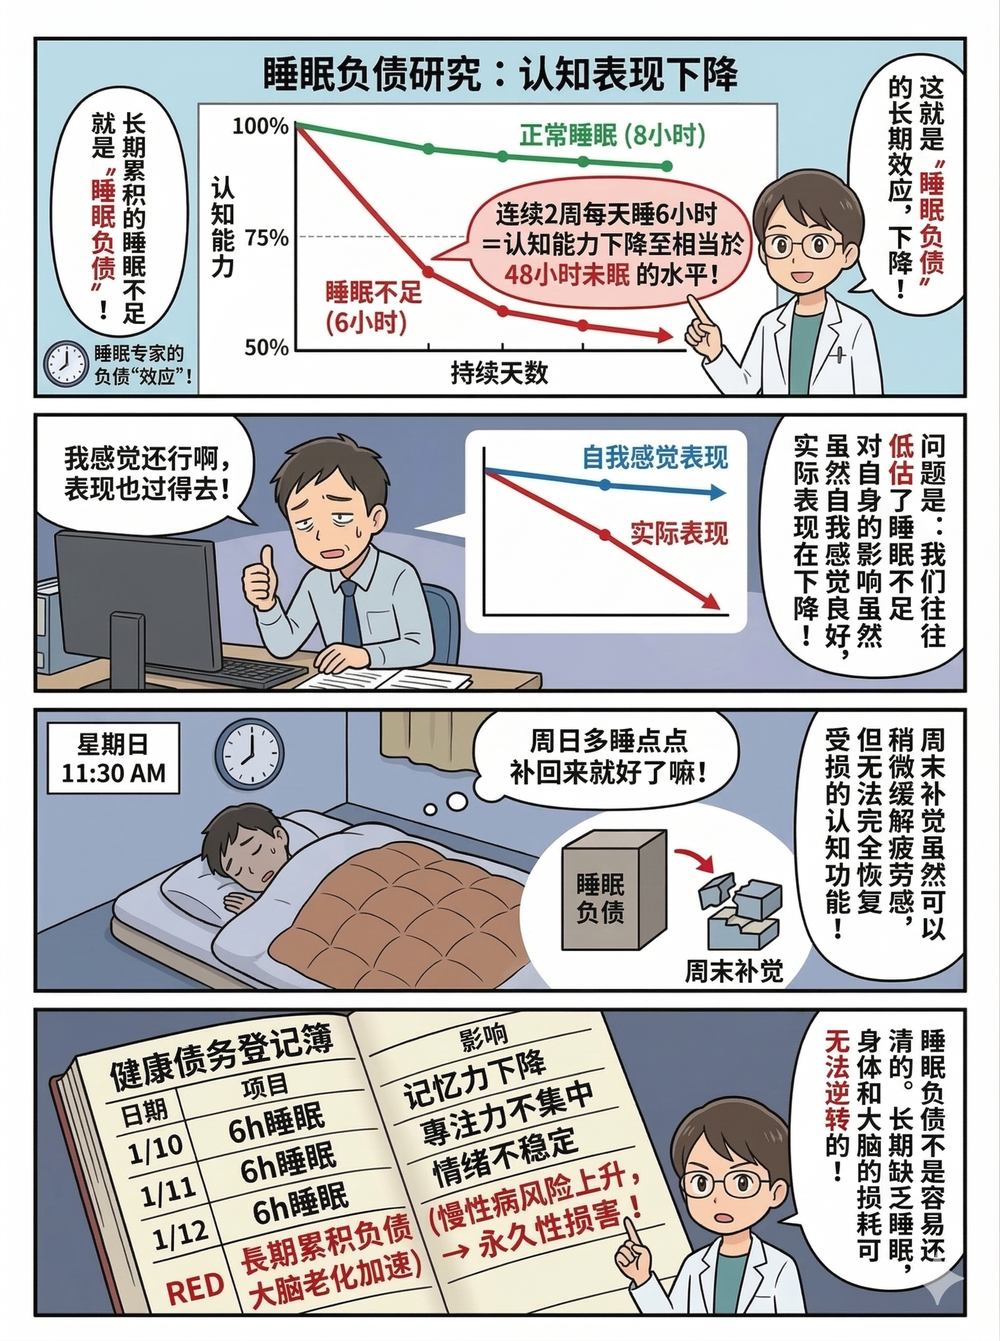 睡眠负债研究：认知表现下降
长期累积的睡眠不足
就是“睡眠负债”！
睡眠专家的
负债“效应”！
100%
75%
50%
认知能力
正常睡眠 (8小时)
连续2周每天睡6小时
＝认知能力下降至相当於
48小时未眠 的水平！
睡眠不足
(6小时)
持续天数
这就是“睡眠负债”
的长期效应，下降！
我感觉还行啊，
表现也过得去！
自我感觉表现
实际表现
问题是：我们往往
低估了睡眠不足
对自身的影响虽然
虽然自我感觉良好，
实际表现在下降！
星期日
11:30 AM
周日多睡点点
补回来就好了嘛！
睡眠
负债
周末补觉
周末补觉虽然可以
稍微缓解疲劳感，
但无法完全恢复
受损的认知功能！
健康债务登记簿
日期 项目 影响
1/10 6h睡眠 记忆力下降
1/11 6h睡眠 專注力不集中
1/12 6h睡眠 情绪不稳定
RED 長期累积负债 (慢性病风险上升，
大脑老化加速) → 永久性损害！
睡眠负债不是容易还
清的。长期缺乏睡眠，
身体和大脑的损耗可
无法逆转的！